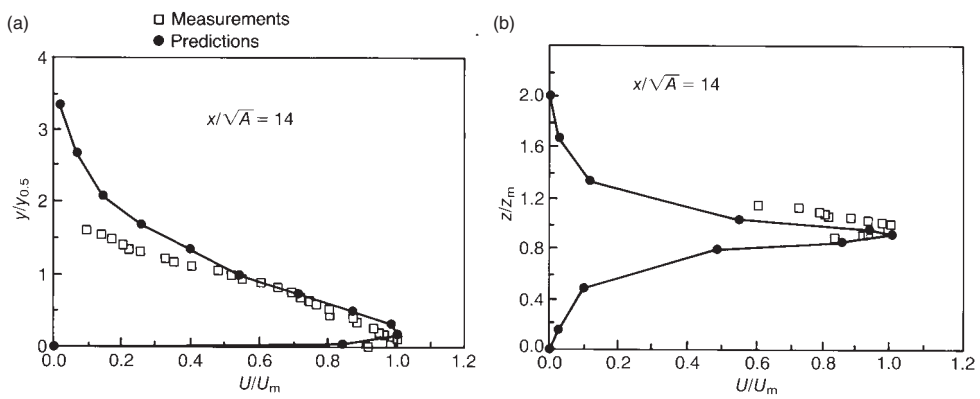 (a)
Measurements
Predictions
4
3
2
1
0
y/y0.5
x/√A = 14
0.0 0.2 0.4 0.6 0.8 1.0 1.2
U/Um
(b)
2.0
1.6
1.2
0.8
0.4
0.0
z/zm
x/√A = 14
0.0 0.2 0.4 0.6 0.8 1.0 1.2
U/Um